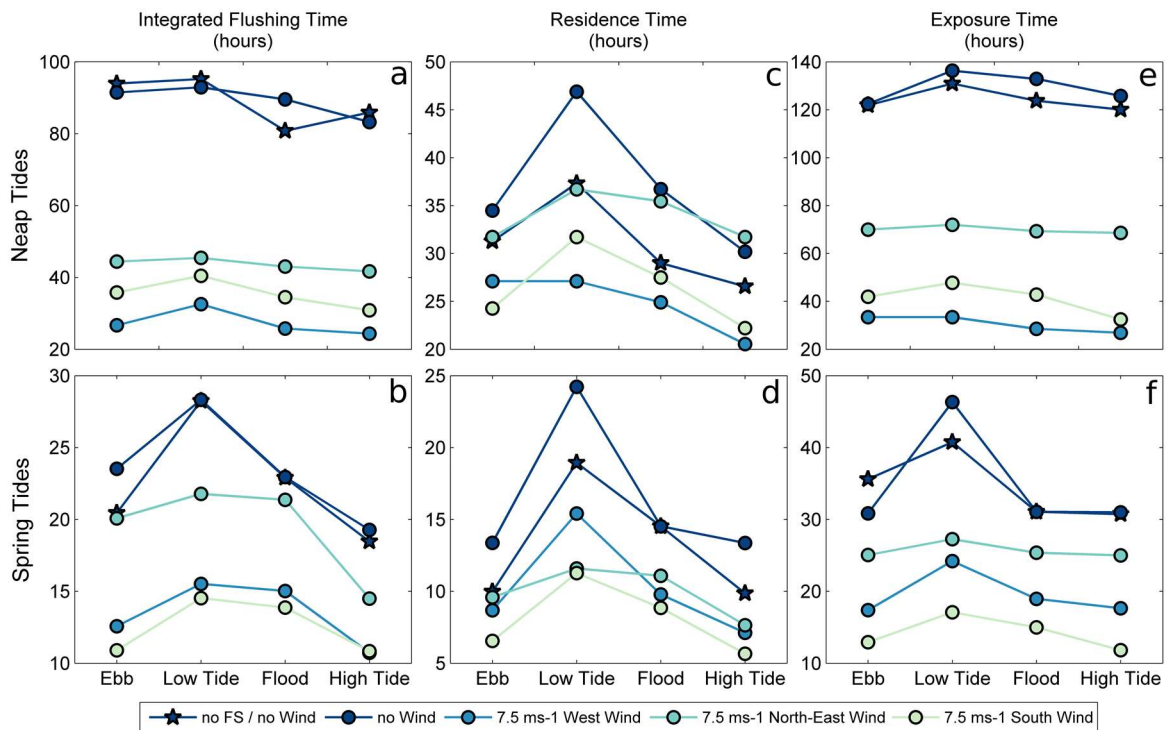 Integrated Flushing Time
(hours)
Residence Time
(hours)
Exposure Time
(hours)
Neap Tides
100
80
60
40
20
a
50
45
40
35
30
25
20
c
140
120
100
140
80
60
40
20
e
Spring Tides
30
25
20
15
10
b
25
20
15
10
5
d
50
40
30
20
10
f
Ebb Low Tide Flood High Tide
Ebb Low Tide Flood High Tide
Ebb Low Tide Flood High Tide
no FS / no Wind no Wind 7.5 ms-1 West Wind 7.5 ms-1 North-East Wind 7.5 ms-1 South Wind